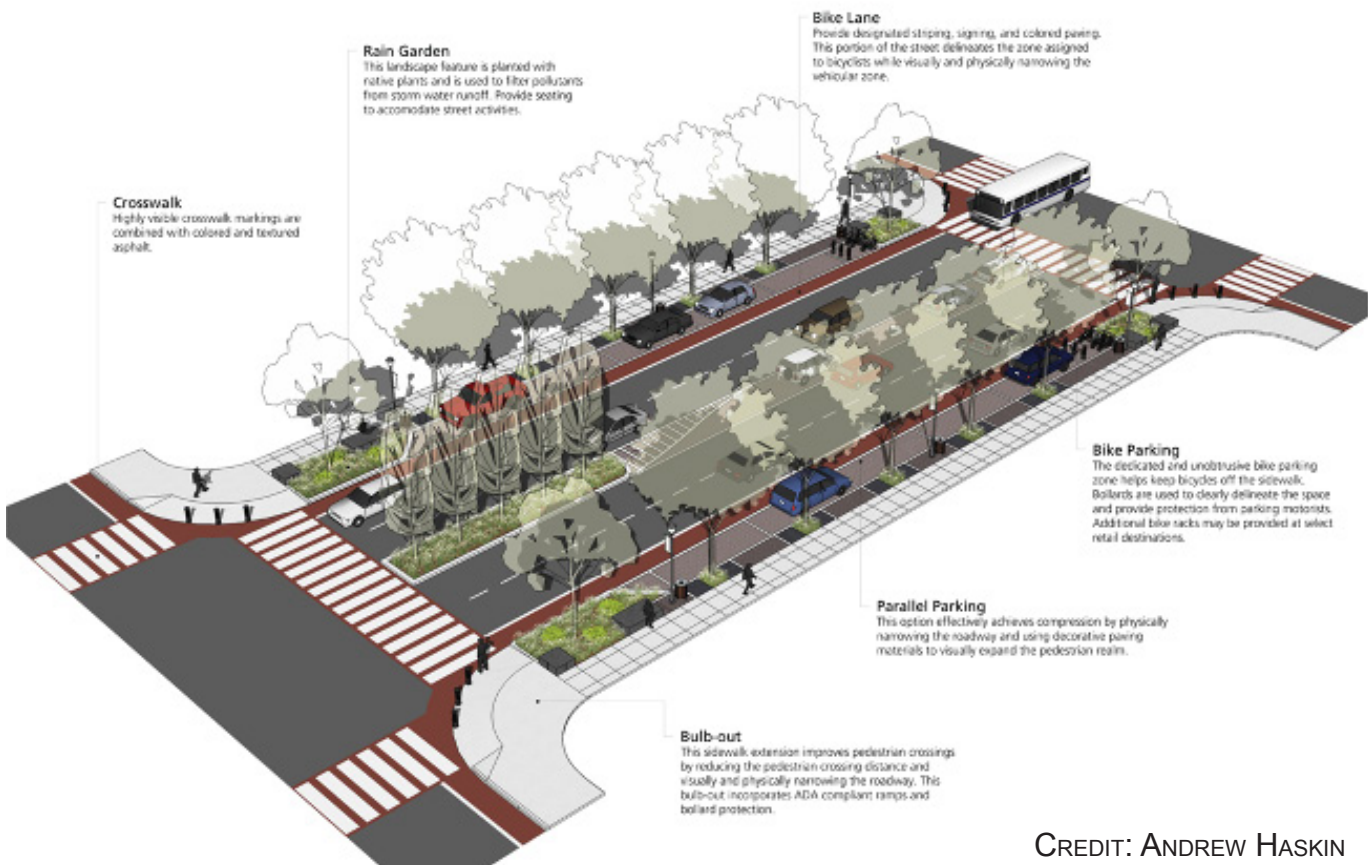 Bike Lane
Provide designated striping, signing, and colored paving.
This portion of the street delineates the zone assigned
to bicyclists while visually and physically narrowing the
vehicular zone.
Rain Garden
This landscape feature is planted with
native plants and is used to filter pollutants
from storm water runoff. Provide seating
to accomodate street activities.
Crosswalk
Highly visible crosswalk markings are
combined with colored and textured
asphalt.
Bike Parking
The dedicated and unobtrusive bike parking
zone helps keep bicycles off the sidewalk.
Bollards are used to clearly delineate the space
and provide protection from parking motorists.
Additional bike racks may be provided at select
retail destinations.
Parallel Parking
This option effectively achieves compression by physically
narrowing the roadway and using decorative paving
materials to visually expand the pedestrian realm.
Bulb-out
This sidewalk extension improves pedestrian crossings
by reducing the pedestrian crossing distance and
visually and physically narrowing the roadway. This
bulb-out incorporates ADA compliant ramps and
bollard protection.
CREDIT: ANDREW HASKIN